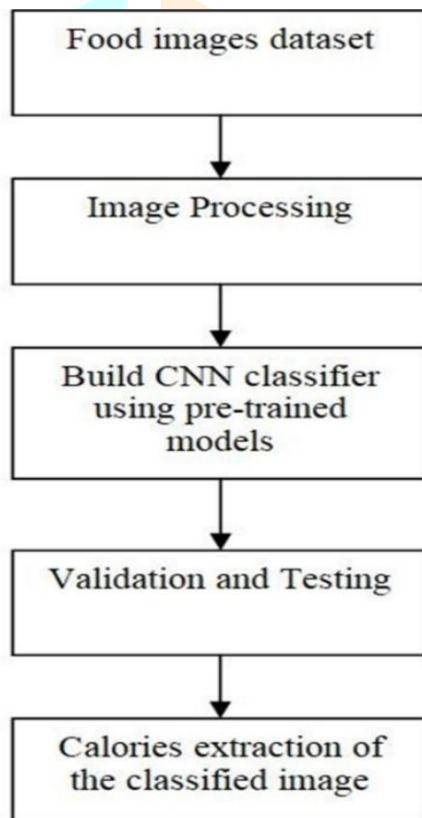 Food images dataset
Image Processing
Build CNN classifier
using pre-trained
models
Validation and Testing
Calories extraction of
the classified image